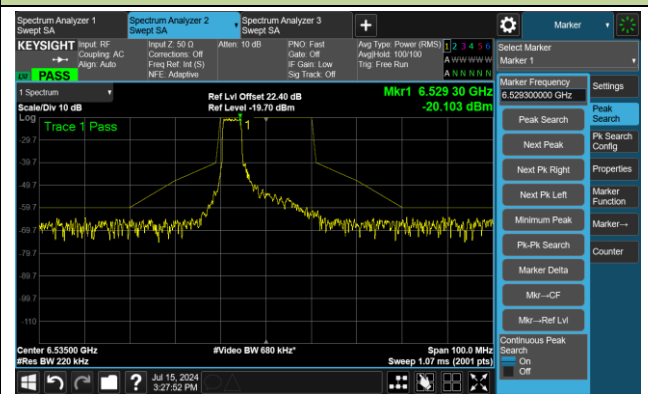 Spectrum Analyzer 1
Swept SA
Spectrum Analyzer 2
Swept SA
Spectrum Analyzer 3
Swept SA
+
Marker
KEYSIGHT
Input: RF
Coupling: AC
Align: Auto
Input Z: 50 Ω
Corrections: Off
Freq Ref: Int (S)
NFE: Adaptive
Atten: 10 dB
PNO: Fast
Gate: Off
IF Gain: Low
Sig Track: Off
Avg Type: Power (RMS)
Avg|Hold: 100/100
Trig: Free Run
1 2 3 4 5 6
A W W W W W
A N N N N N
PASS
Select Marker
Marker 1
1 Spectrum
Scale/Div 10 dB
Log
Ref Lvl Offset 22.40 dB
Ref Level -19.70 dBm
Mkr1 6.529 30 GHz
-20.103 dBm
Trace 1 Pass
1
-29.7
-39.7
-49.7
-59.7
-69.7
-79.7
-89.7
-99.7
-110
Center 6.53500 GHz
#Res BW 220 kHz
#Video BW 680 kHz*
Span 100.0 MHz
Sweep 1.07 ms (2001 pts)
Marker Frequency
6.529300000 GHz
Peak Search
Next Peak
Next Pk Right
Next Pk Left
Minimum Peak
Pk-Pk Search
Marker Delta
Mkr→CF
Mkr→Ref Lvl
Continuous Peak
Search
On
Off
Settings
Peak
Search
Pk Search
Config
Properties
Marker
Function
Marker→
Counter
?
Jul 15, 2024
3:27:52 PM